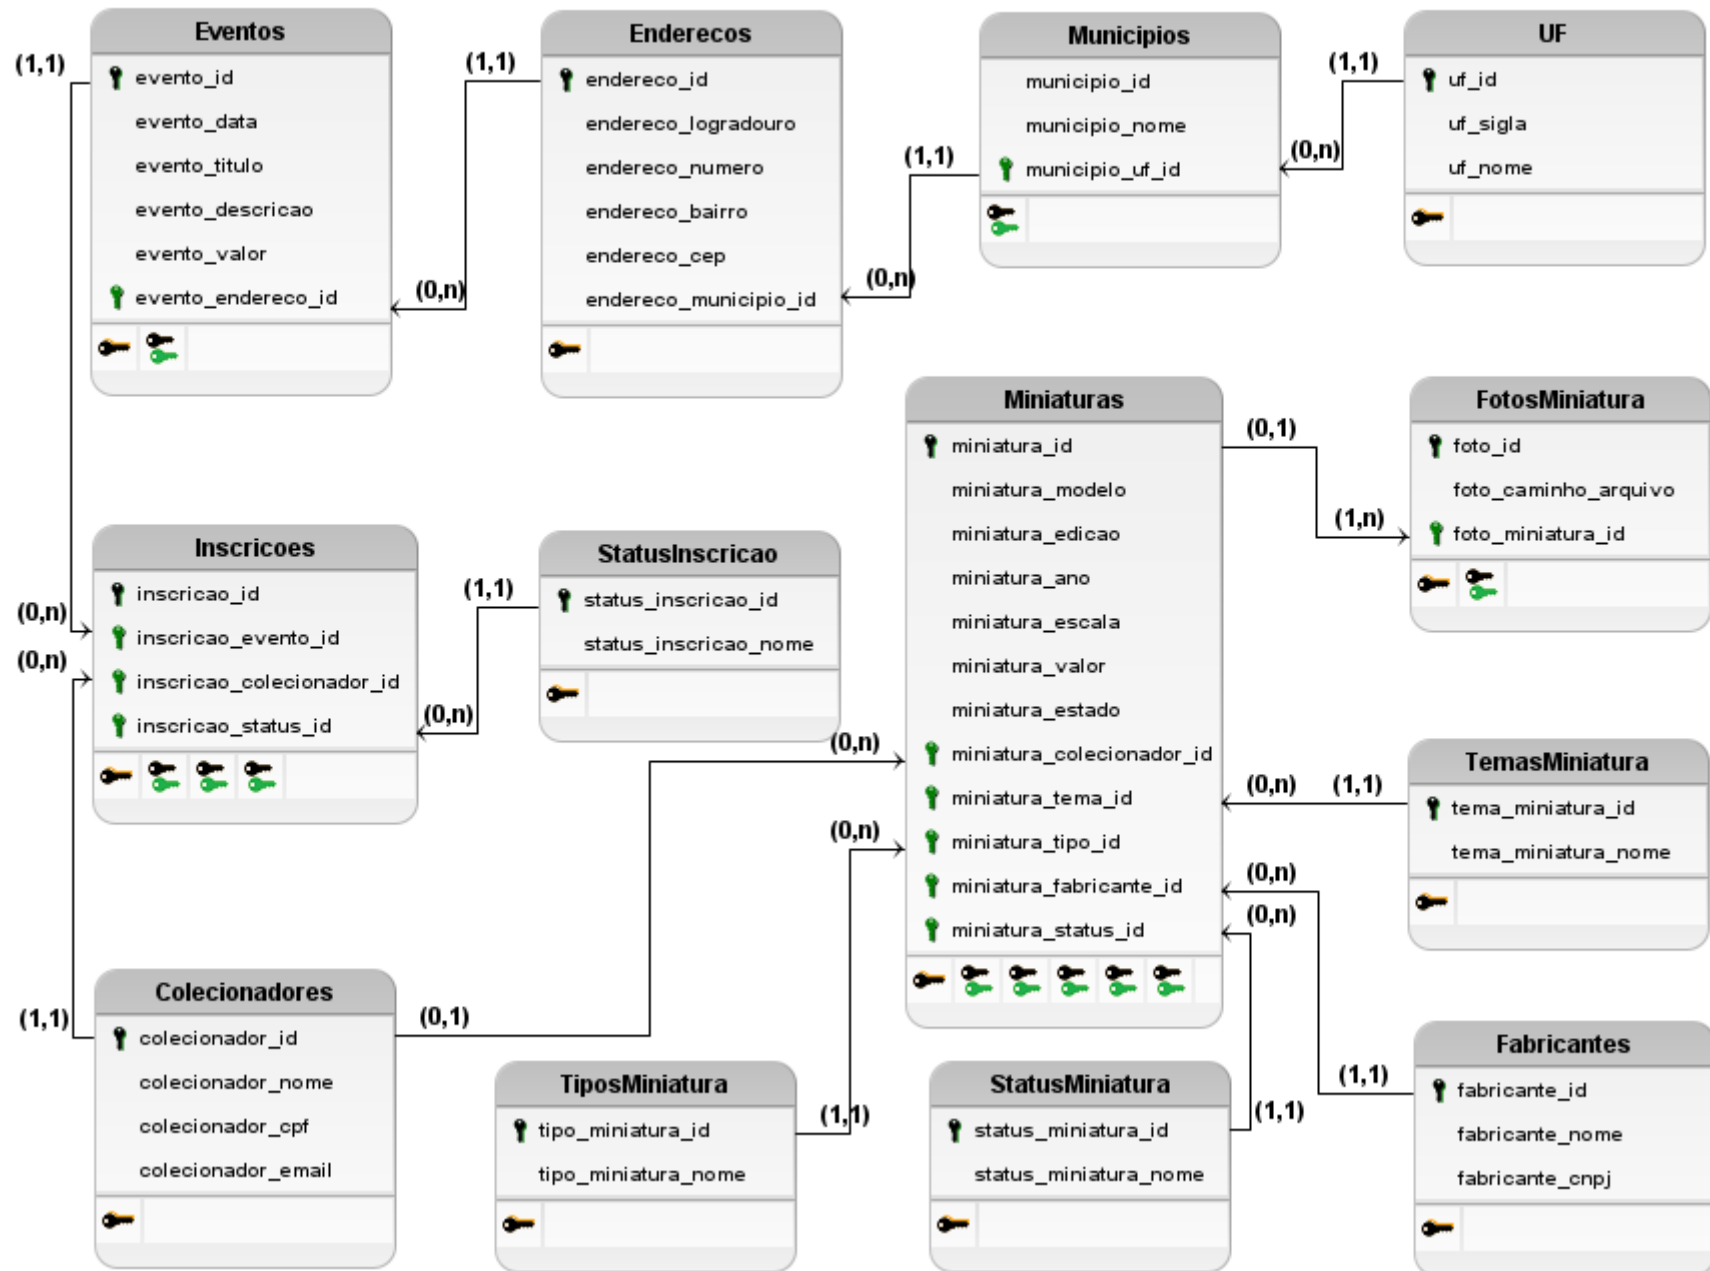 Eventos
(1,1)
evento_id
evento_data
evento_titulo
evento_descricao
evento_valor
evento_endereco_id
(0,n)
(1,1)
Enderecos
endereco_id
endereco_logradouro
endereco_numero
endereco_bairro
endereco_cep
endereco_municipio_id
(0,n)
(1,1)
Municipios
municipio_id
municipio_nome
municipio_uf_id
(0,n)
(1,1)
UF
uf_id
uf_sigla
uf_nome
Inscricoes
(0,n)
(0,n)
inscricao_id
inscricao_evento_id
inscricao_colecionador_id
inscricao_status_id
(0,n)
(1,1)
StatusInscricao
status_inscricao_id
status_inscricao_nome
Miniaturas
miniatura_id
miniatura_modelo
miniatura_edicao
miniatura_ano
miniatura_escala
miniatura_valor
miniatura_estado
miniatura_colecionador_id
miniatura_tema_id
miniatura_tipo_id
miniatura_fabricante_id
miniatura_status_id
(0,n)
(0,n)
(0,1)
(1,n)
FotosMiniatura
foto_id
foto_caminho_arquivo
foto_miniatura_id
(0,n)
(1,1)
TemasMiniatura
tema_miniatura_id
tema_miniatura_nome
(0,n)
(0,n)
Colecionadores
(1,1)
colecionador_id
colecionador_nome
colecionador_cpf
colecionador_email
(0,1)
TiposMiniatura
tipo_miniatura_id
tipo_miniatura_nome
(1,1)
StatusMiniatura
status_miniatura_id
status_miniatura_nome
(1,1)
(1,1)
Fabricantes
fabricante_id
fabricante_nome
fabricante_cnpj